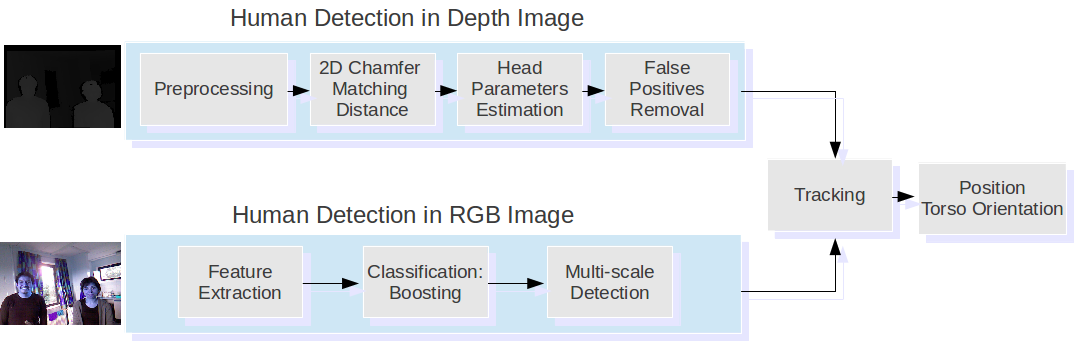 Human Detection in Depth Image
Preprocessing
2D Chamfer
Matching
Distance
Head
Parameters
Estimation
False
Positives
Removal
Tracking
Position
Torso Orientation
Human Detection in RGB Image
Feature
Extraction
Classification:
Boosting
Multi-scale
Detection